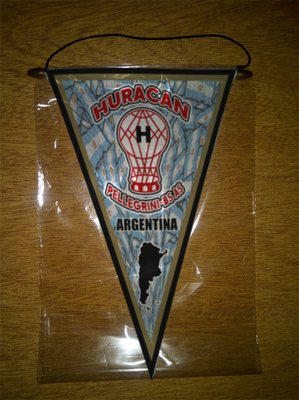 HURACAN
H
PELLEGRINI-BS AS
ARGENTINA